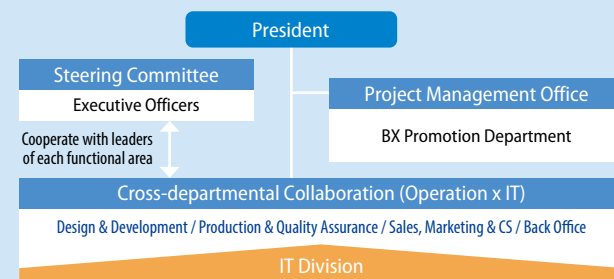 President
Steering Committee
Executive Officers
Project Management Office
BX Promotion Department
Cooperate with leaders
of each functional area
Cross-departmental Collaboration (Operation x IT)
Design & Development / Production & Quality Assurance / Sales, Marketing & CS / Back Office
IT Division